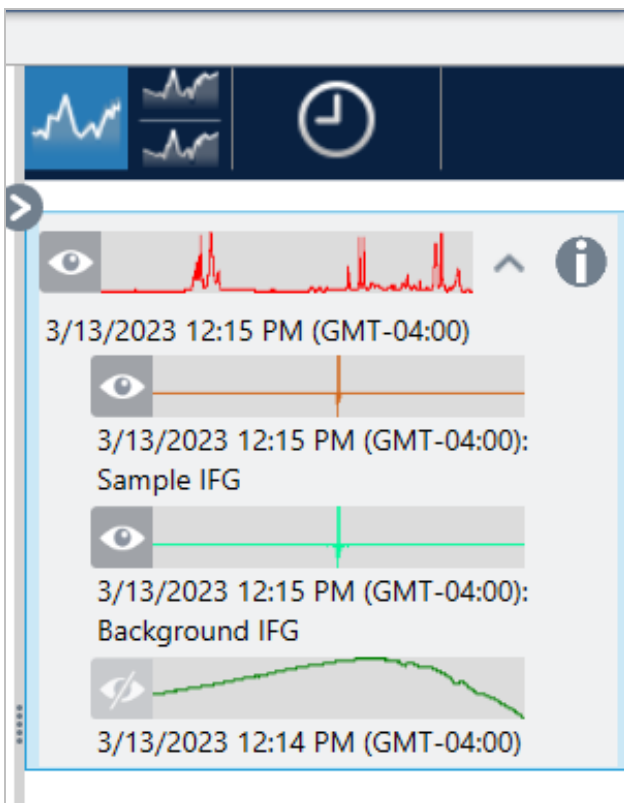 3/13/2023 12:15 PM (GMT-04:00)
3/13/2023 12:15 PM (GMT-04:00):
Sample IFG
3/13/2023 12:15 PM (GMT-04:00):
Background IFG
3/13/2023 12:14 PM (GMT-04:00)